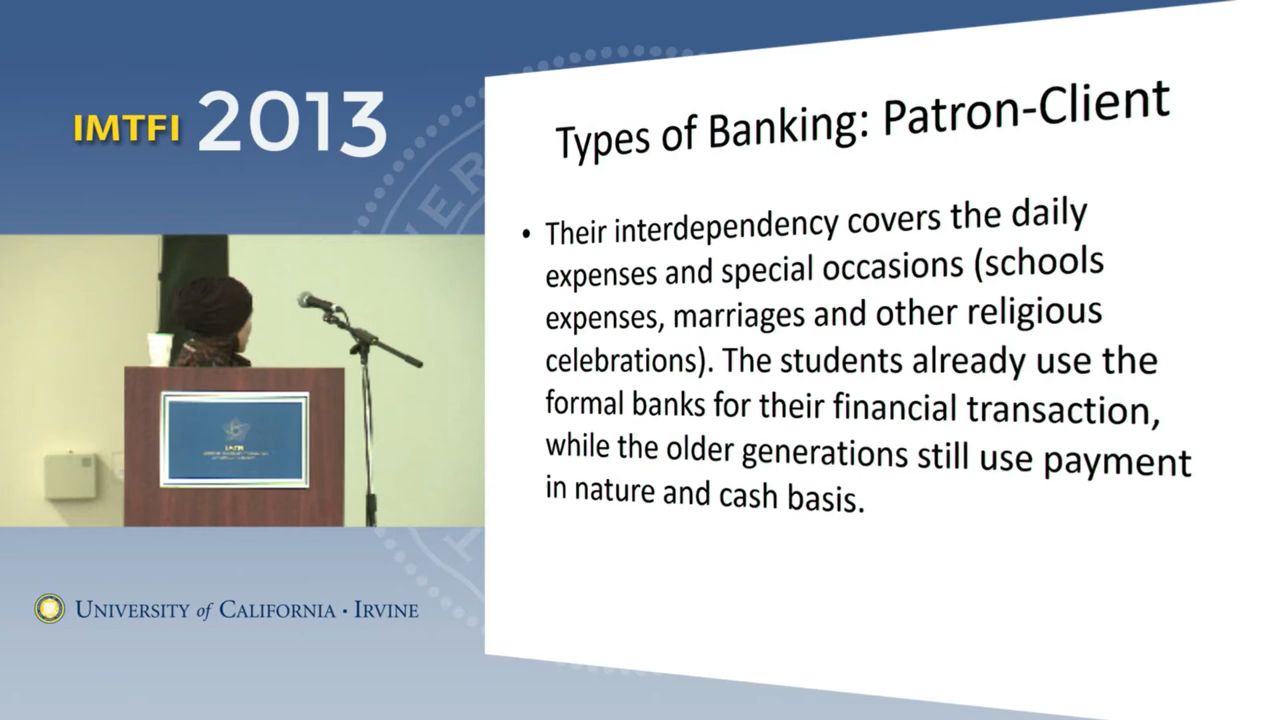 IMTFI 2013
Types of Banking: Patron-Client
• Their interdependency covers the daily
expenses and special occasions (schools
expenses, marriages and other religious
celebrations). The students already use the
formal banks for their financial transaction,
while the older generations still use payment
in nature and cash basis.
UNIVERSITY of CALIFORNIA · IRVINE